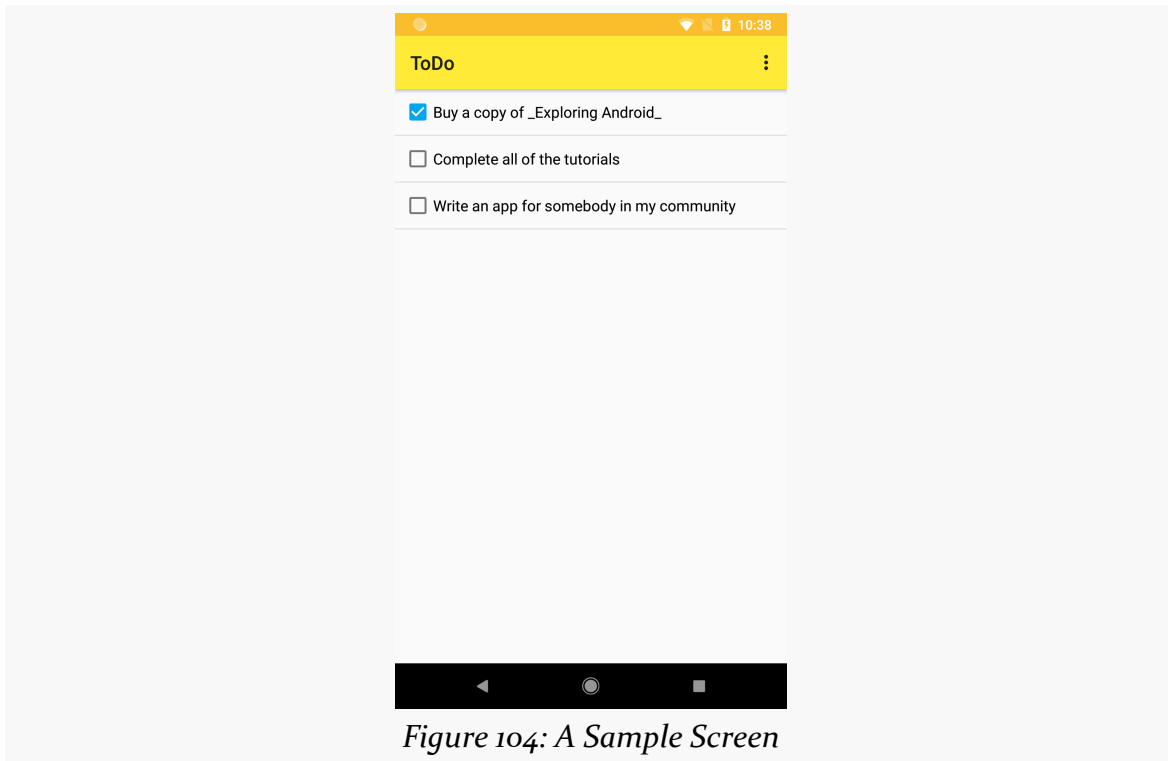 10:38
ToDo
Buy a copy of _Exploring Android_
Complete all of the tutorials
Write an app for somebody in my community
Figure 104: A Sample Screen